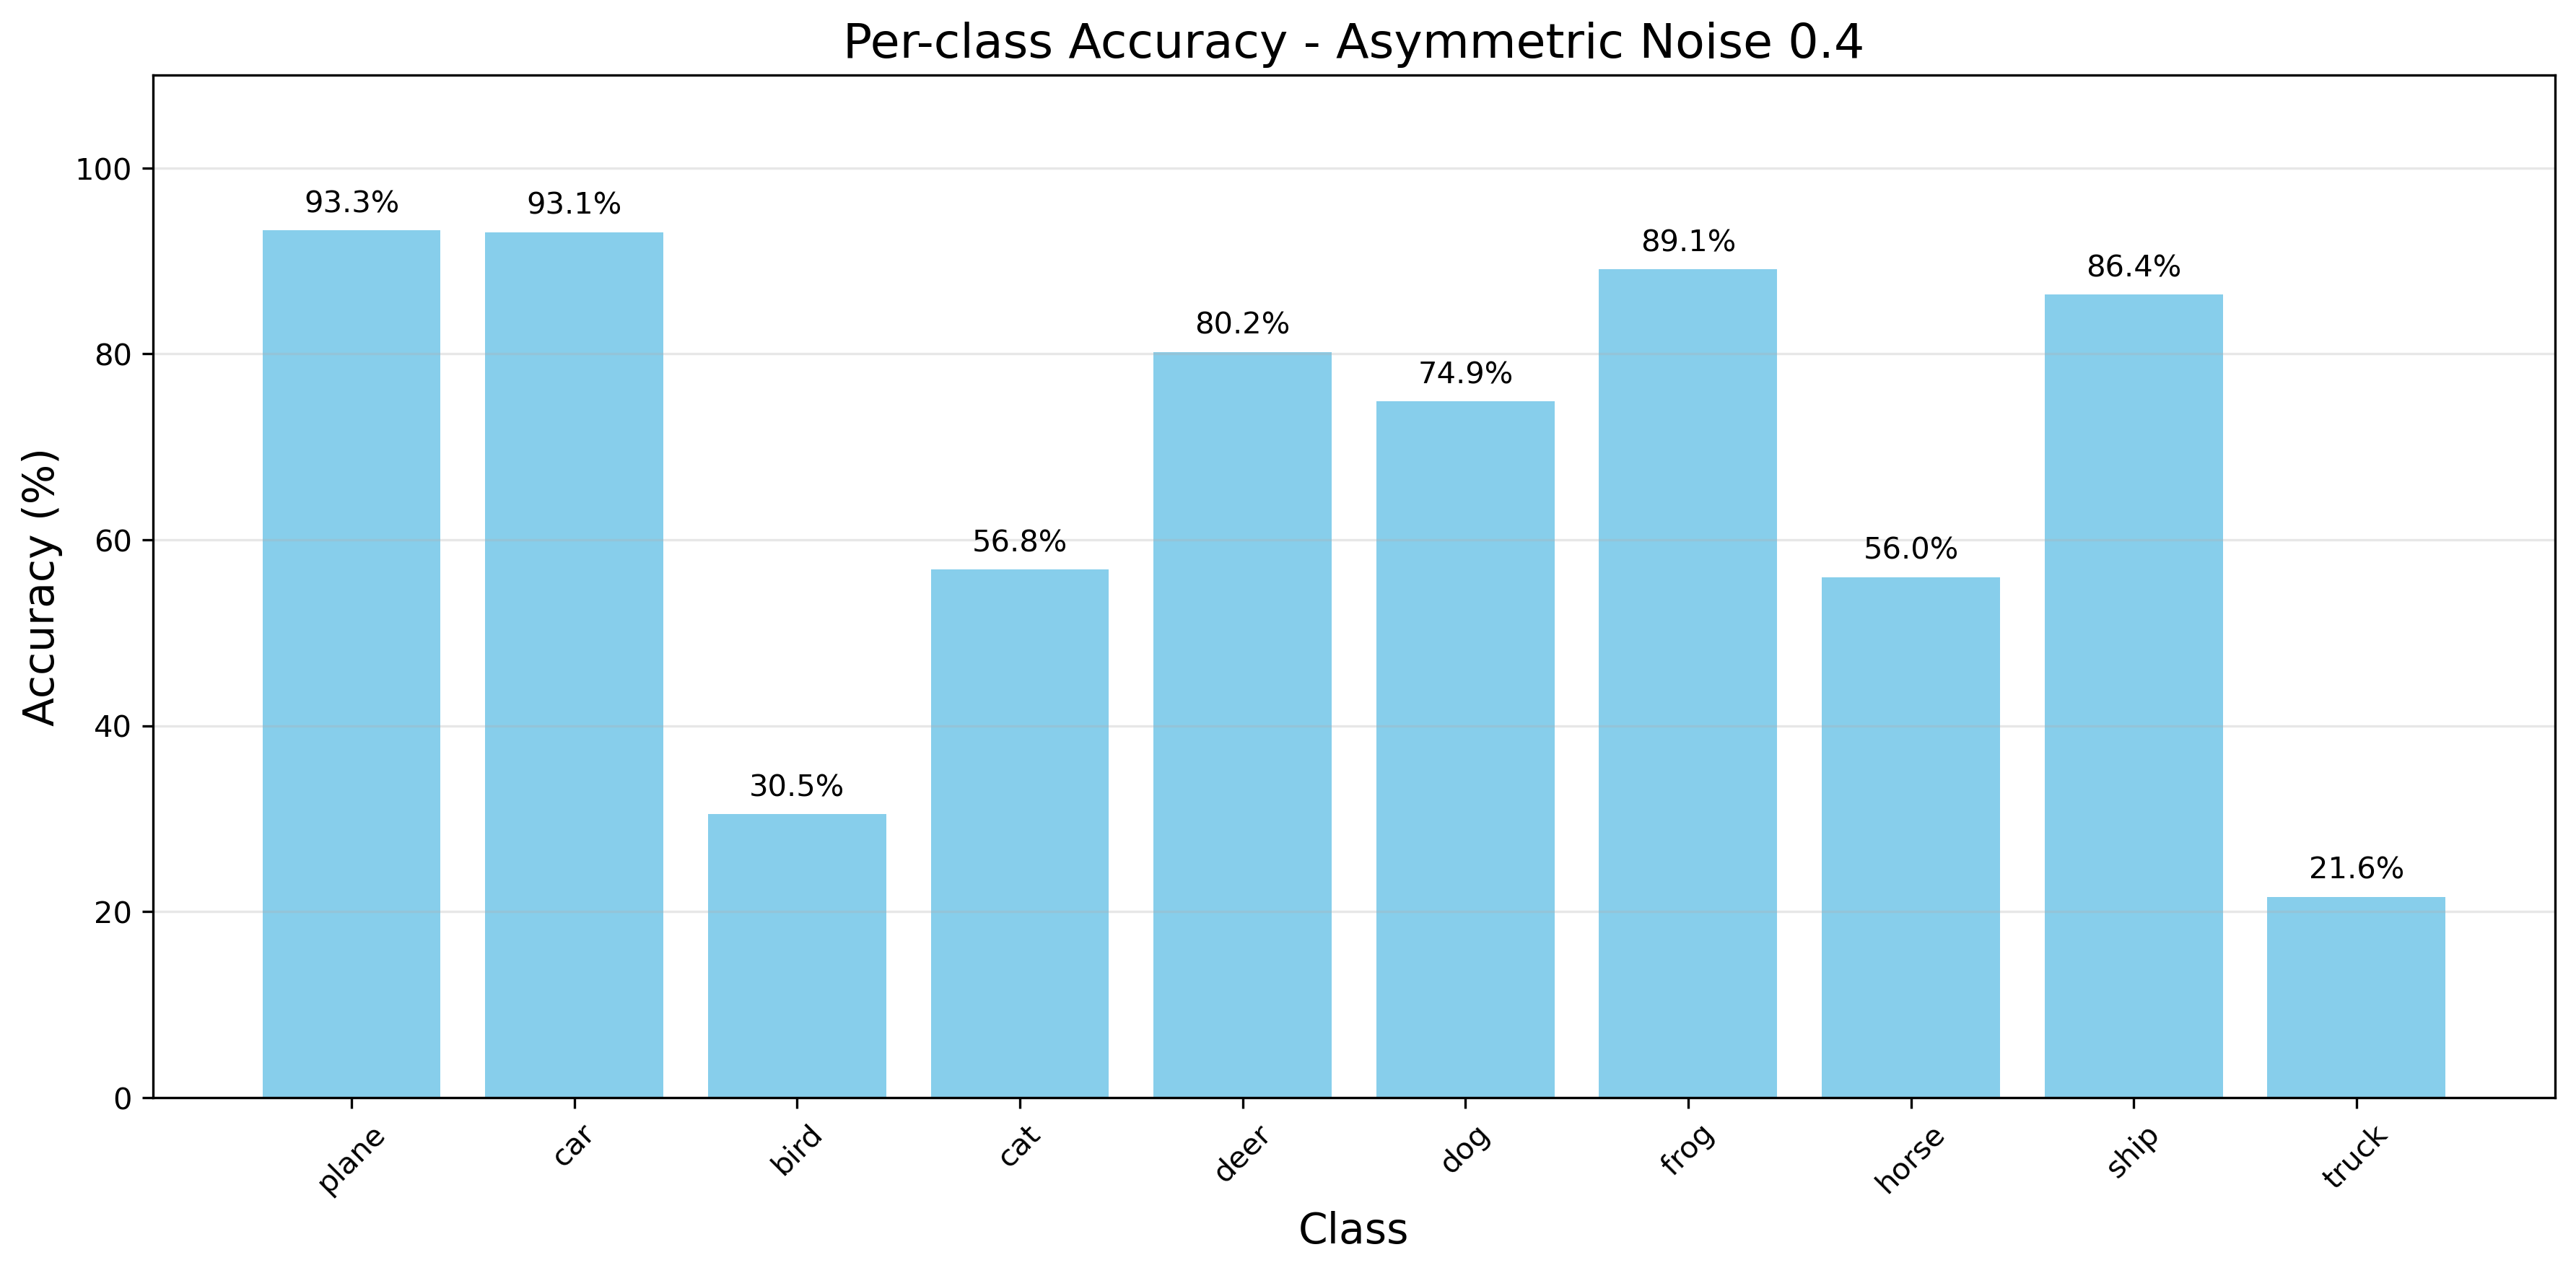 Per-class Accuracy - Asymmetric Noise 0.4
Accuracy (%)
100
80
60
40
20
0
93.3%
93.1%
30.5%
56.8%
80.2%
74.9%
89.1%
56.0%
86.4%
21.6%
plane
car
bird
cat
deer
dog
frog
horse
ship
truck
Class